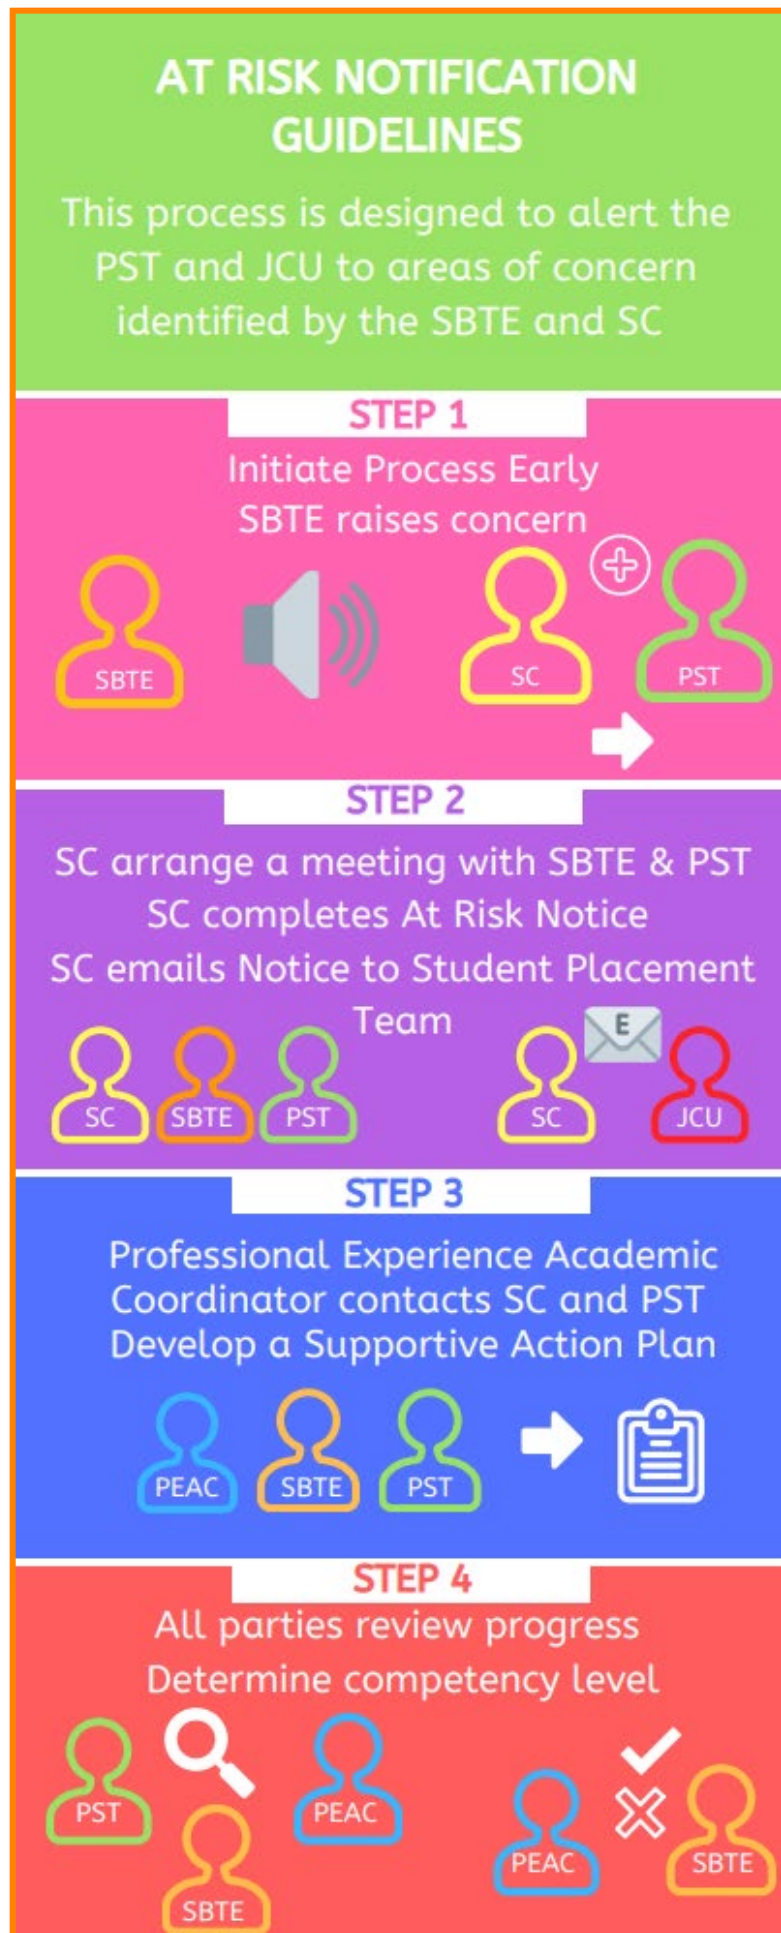 AT RISK NOTIFICATION
GUIDELINES
This process is designed to alert the
PST and JCU to areas of concern
identified by the SBTE and SC
STEP 1
Initiate Process Early
SBTE raises concern
SBTE
SC
PST
STEP 2
SC arrange a meeting with SBTE & PST
SC completes At Risk Notice
SC emails Notice to Student Placement
Team
E
SC
SBTE
PST
SC
JCU
STEP 3
Professional Experience Academic
Coordinator contacts SC and PST
Develop a Supportive Action Plan
PEAC
SBTE
PST
STEP 4
All parties review progress
Determine competency level
PST
PEAC
SBTE
PEAC
SBTE